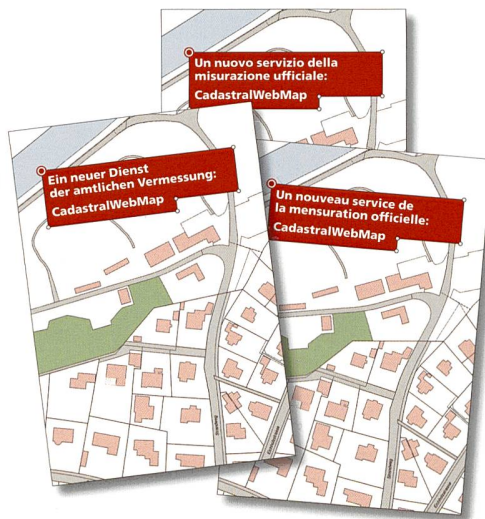 Un nuovo servizio della
misurazione ufficiale:
CadastralWebMap
Ein neuer Dienst
der amtlichen Vermessung:
CadastralWebMap
Un nouveau service de
la mensuration officielle:
CadastralWebMap